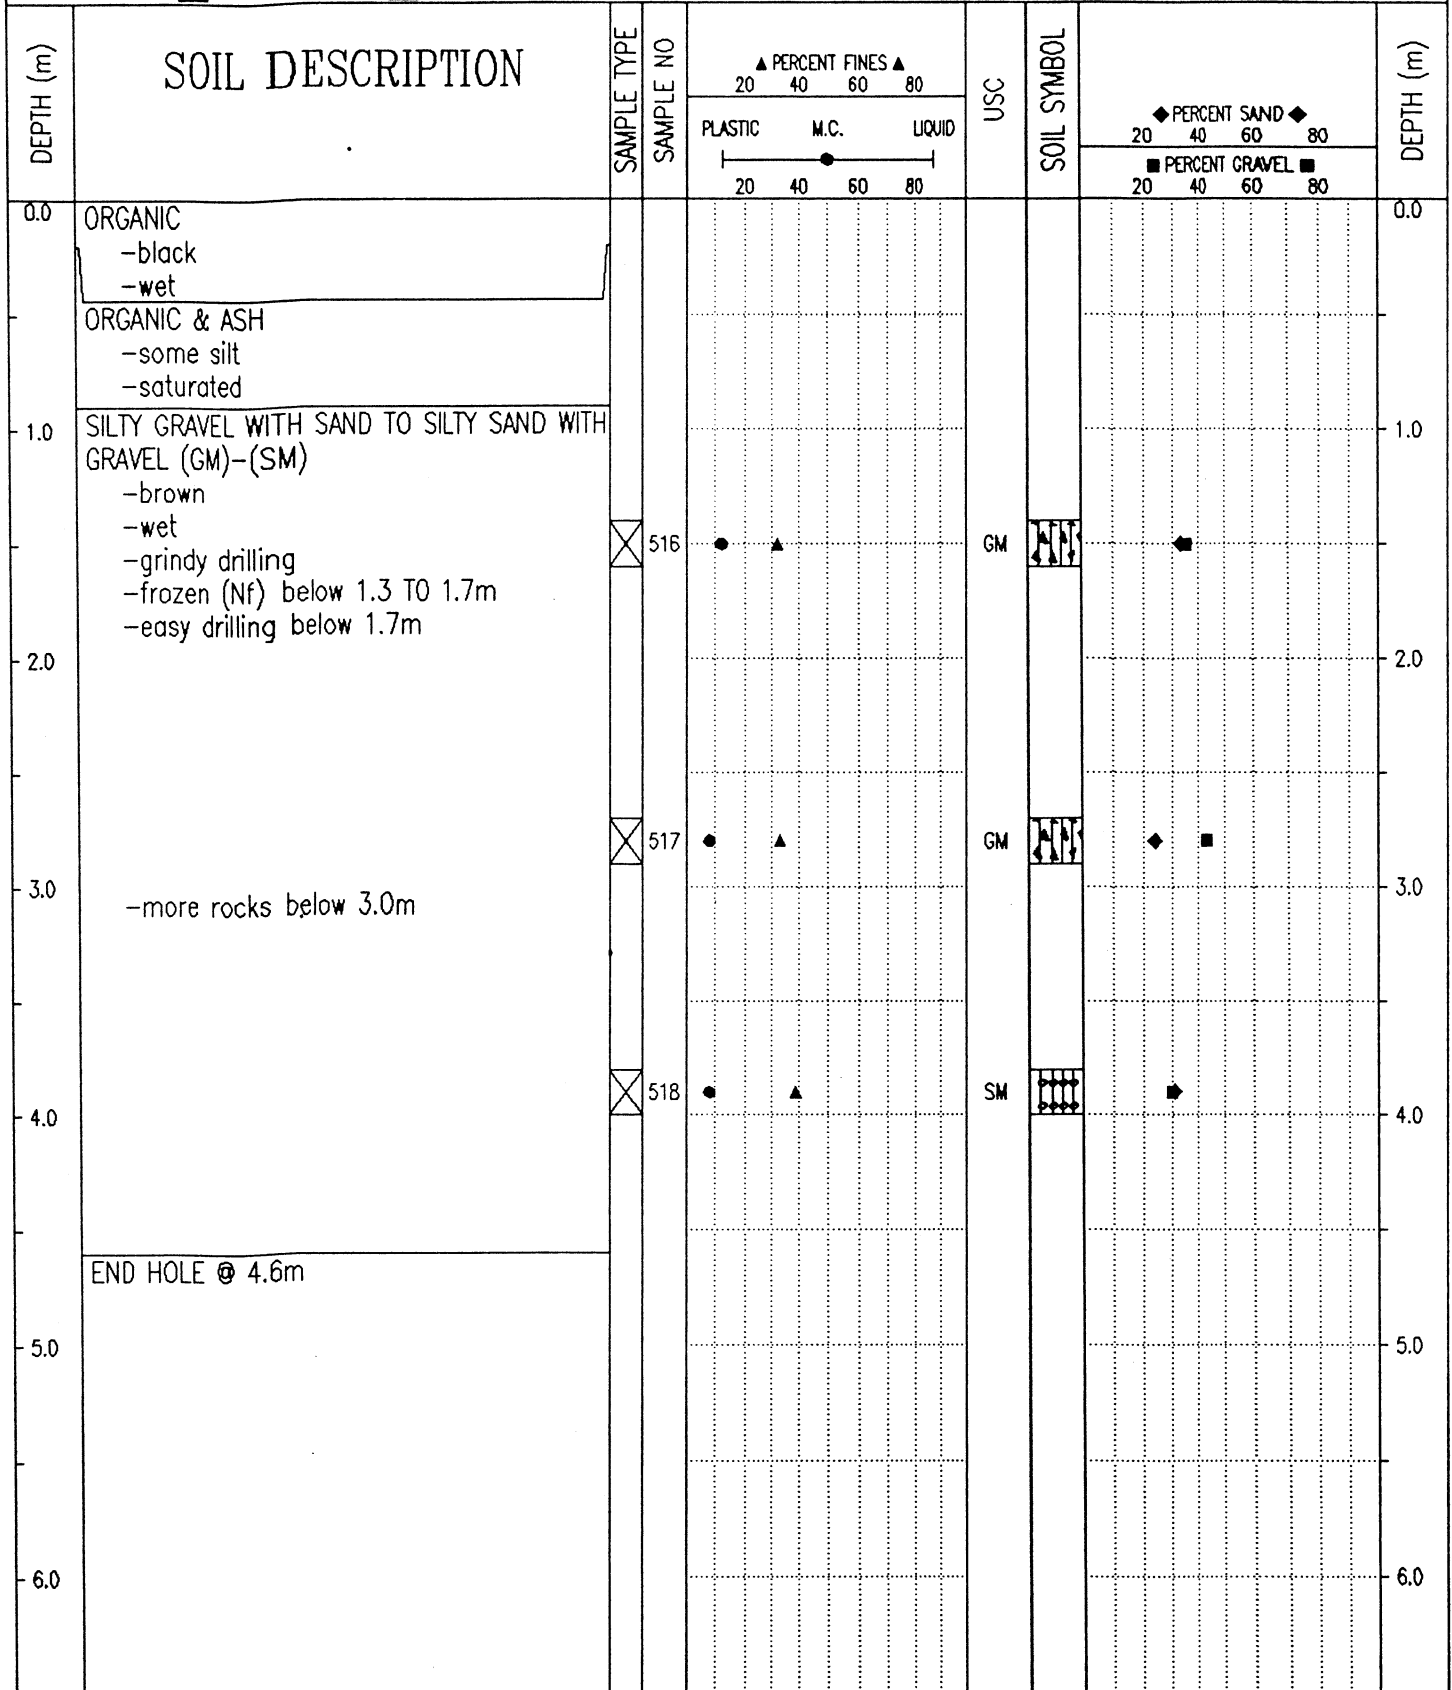 DEPTH (m)
SOIL DESCRIPTION
SAMPLE TYPE
SAMPLE NO
▲ PERCENT FINES ▲
20 40 60 80
PLASTIC M.C. LIQUID
20 40 60 80
USC
SOIL SYMBOL
◆ PERCENT SAND ◆
20 40 60 80
■ PERCENT GRAVEL ■
20 40 60 80
DEPTH (m)
0.0 0.0
ORGANIC
-black
-wet
ORGANIC & ASH
-some silt
-saturated
SILTY GRAVEL WITH SAND TO SILTY SAND WITH
1.0 1.0
GRAVEL (GM)-(SM)
-brown
-wet
516 GM
-grindy drilling
-frozen (Nf) below 1.3 TO 1.7m
-easy drilling below 1.7m
2.0 2.0
517 GM
3.0 3.0
-more rocks below 3.0m
518 SM
4.0 4.0
END HOLE @ 4.6m
5.0 5.0
6.0 6.0